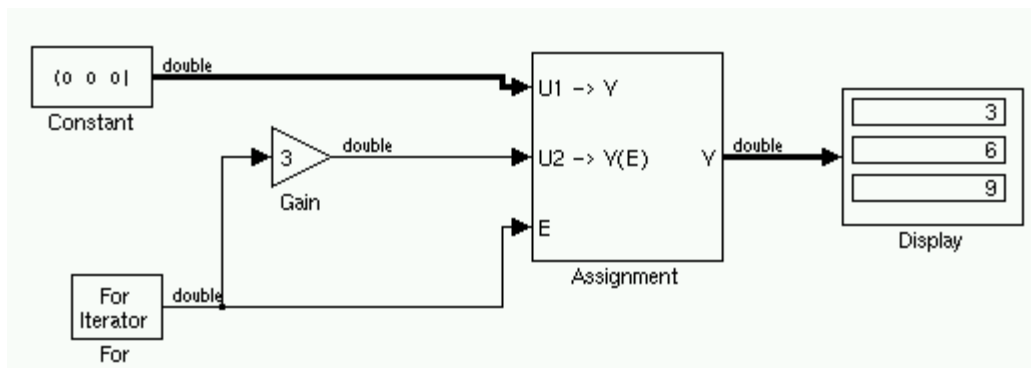 (0 0 0|
Constant
double
3
Gain
double
For
Iterator
For
double
U1 -> Y
U2 -> Y(E)
E
Y
Assignment
double
3
6
9
Display